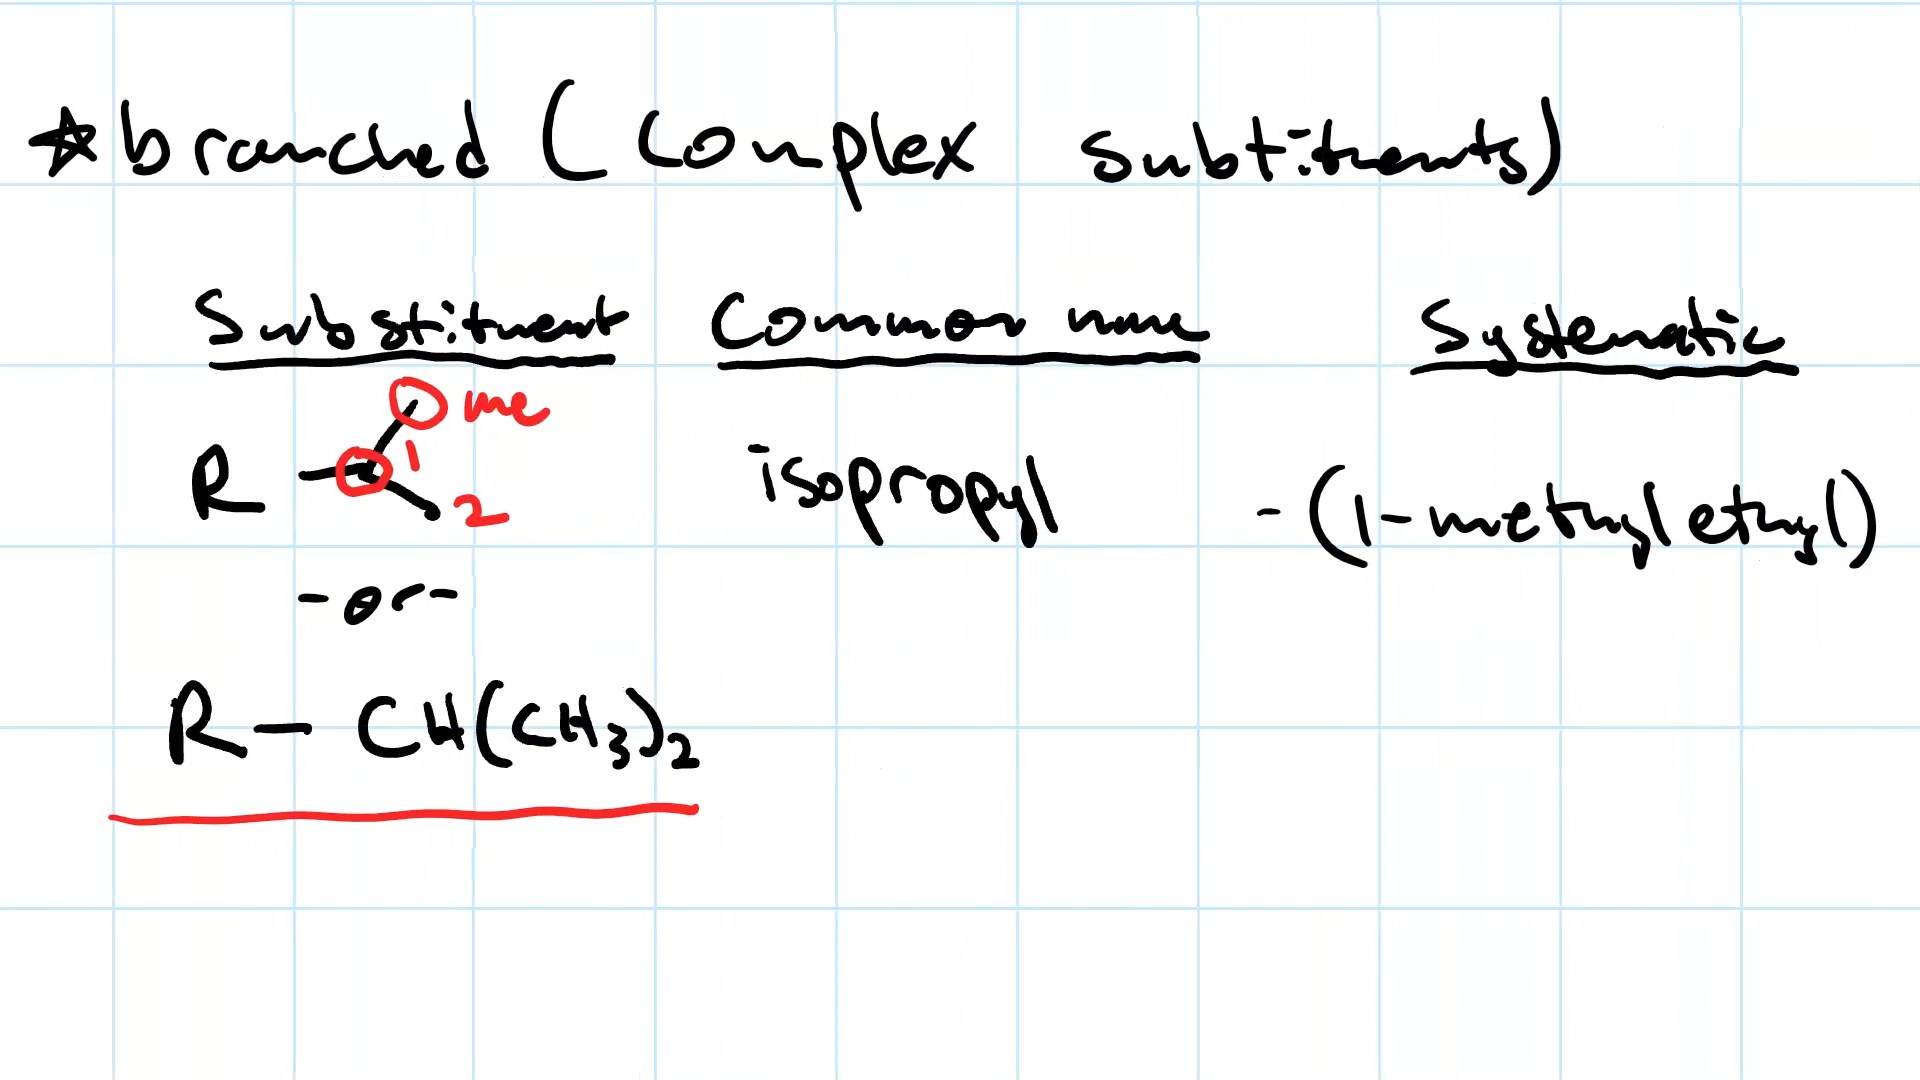 ☆ branched (Complex subtituents)
Substituent Common name Systematic
me
1
R
2
isopropyl
-(1-methylethyl)
-or-
R-CH(CH₃)₂